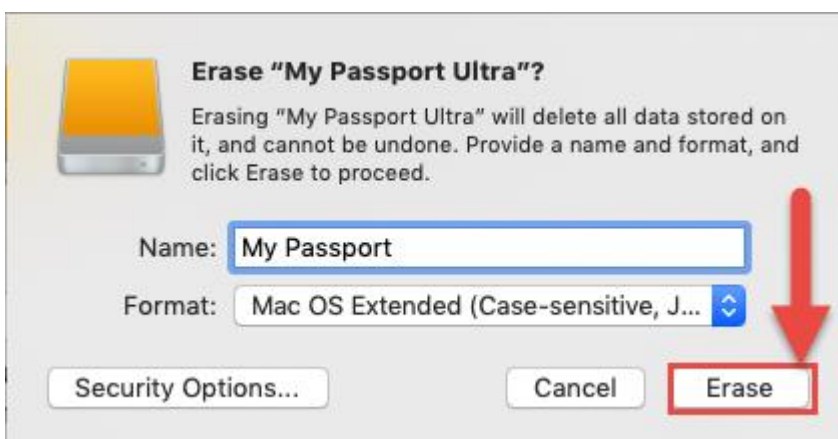 Erase “My Passport Ultra”?
Erasing “My Passport Ultra” will delete all data stored on
it, and cannot be undone. Provide a name and format, and
click Erase to proceed.
Name: My Passport
Format: Mac OS Extended (Case-sensitive, J...
Security Options... Cancel Erase